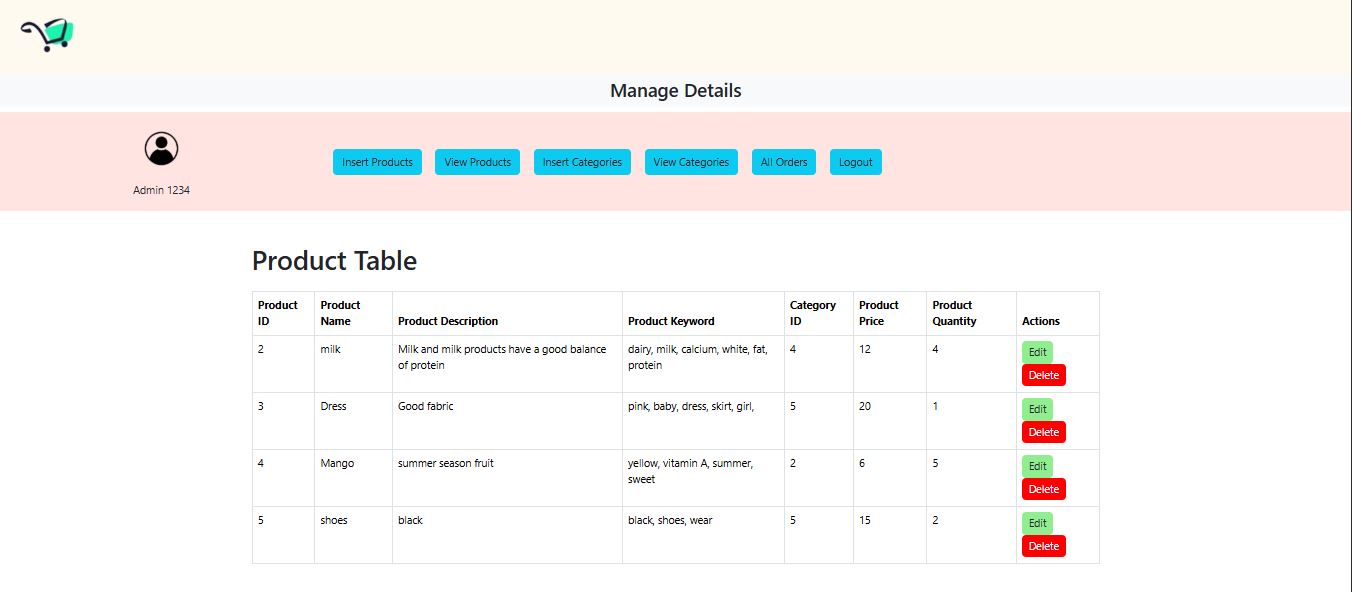 Manage Details
Admin 1234
Insert Products View Products Insert Categories View Categories All Orders Logout
Product Table
Product ID Product Name Product Description Product Keyword Category ID Product Price Product Quantity Actions
2 milk Milk and milk products have a good balance of protein dairy, milk, calcium, white, fat, protein 4 12 4 Edit Delete
3 Dress Good fabric pink, baby, dress, skirt, girl, 5 20 1 Edit Delete
4 Mango summer season fruit yellow, vitamin A, summer, sweet 2 6 5 Edit Delete
5 shoes black black, shoes, wear 5 15 2 Edit Delete